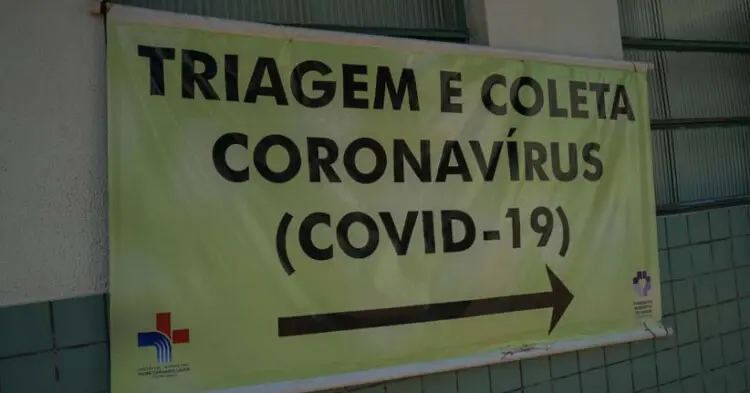 TRIAGEM E COLETA
CORONAVÍRUS
(COVID-19)